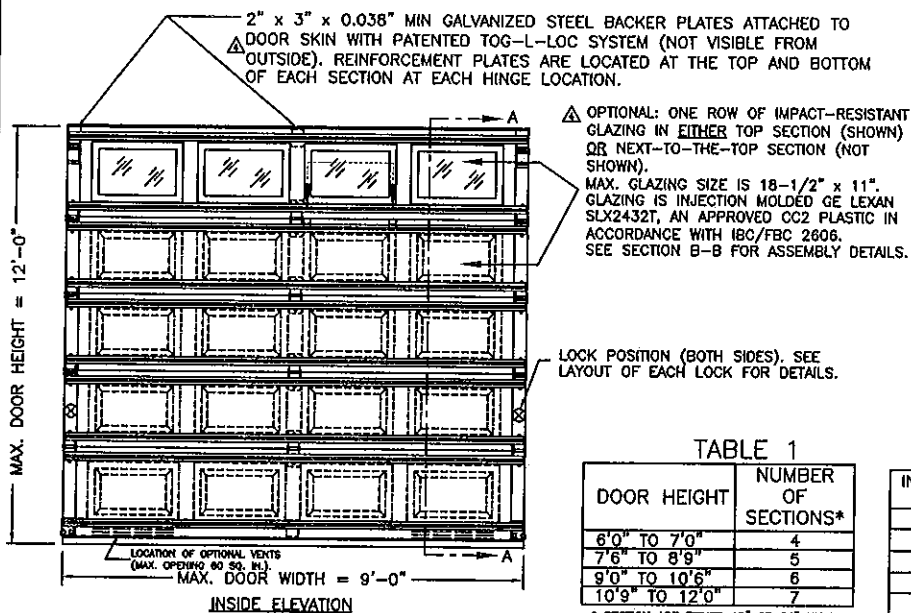 2" x 3" x 0.038" MIN GALVANIZED STEEL BACKER PLATES ATTACHED TO
DOOR SKIN WITH PATENTED TOG-L-LOC SYSTEM (NOT VISIBLE FROM
OUTSIDE). REINFORCEMENT PLATES ARE LOCATED AT THE TOP AND BOTTOM
OF EACH SECTION AT EACH HINGE LOCATION.
OPTIONAL: ONE ROW OF IMPACT-RESISTANT
GLAZING IN EITHER TOP SECTION (SHOWN)
OR NEXT-TO-THE-TOP SECTION (NOT
SHOWN).
MAX. GLAZING SIZE IS 18-1/2" x 11".
GLAZING IS INJECTION MOLDED GE LEXAN
SLX2432T, AN APPROVED CC2 PLASTIC IN
ACCORDANCE WITH IBC/FBC 2606.
SEE SECTION B-B FOR ASSEMBLY DETAILS.
A
MAX. DOOR HEIGHT = 12'-0"
LOCK POSITION (BOTH SIDES). SEE
LAYOUT OF EACH LOCK FOR DETAILS.
A
LOCATION OF OPTIONAL VENTS
(MAX. OPENING 60 SQ. IN.)
MAX. DOOR WIDTH = 9'-0"
INSIDE ELEVATION
TABLE 1
DOOR HEIGHT NUMBER OF SECTIONS*
6'0" TO 7'0" 4
7'6" TO 8'9" 5
9'0" TO 10'6" 6
10'9" TO 12'0" 7